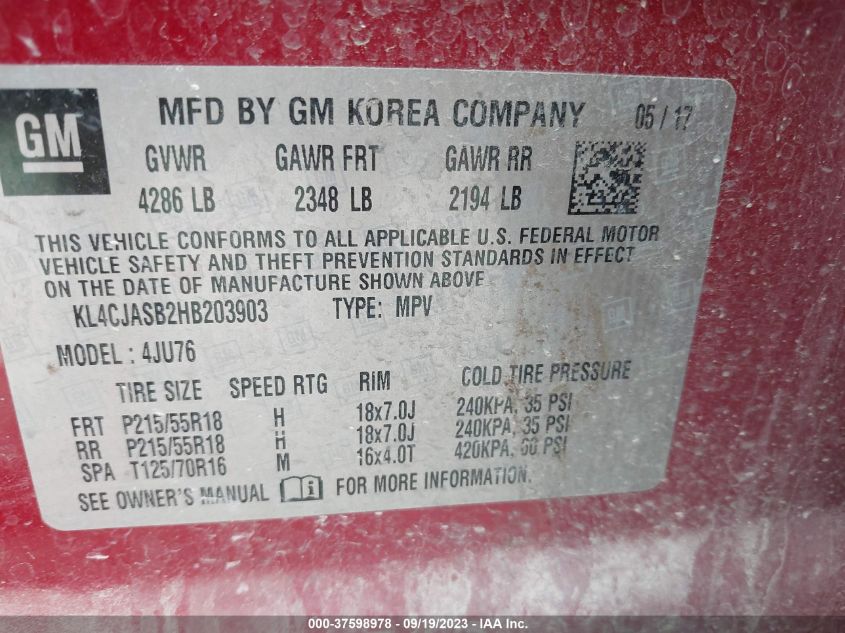 GM
MFD BY GM KOREA COMPANY 05 / 17
GVWR GAWR FRT GAWR RR
4286 LB 2348 LB 2194 LB
THIS VEHICLE CONFORMS TO ALL APPLICABLE U.S. FEDERAL MOTOR
VEHICLE SAFETY AND THEFT PREVENTION STANDARDS IN EFFECT
ON THE DATE OF MANUFACTURE SHOWN ABOVE
KL4CJASB2HB203903 TYPE: MPV
MODEL : 4JU76
TIRE SIZE SPEED RTG RIM COLD TIRE PRESSURE
FRT P215/55R18 H 18x7.0J 240KPA, 35 PSI
RR P215/55R18 H 18x7.0J 240KPA, 35 PSI
SPA T125/70R16 M 16x4.0T 420KPA, 60 PSI
SEE OWNER'S MANUAL FOR MORE INFORMATION.
000-37598978 - 09/19/2023 - IAA, Inc.